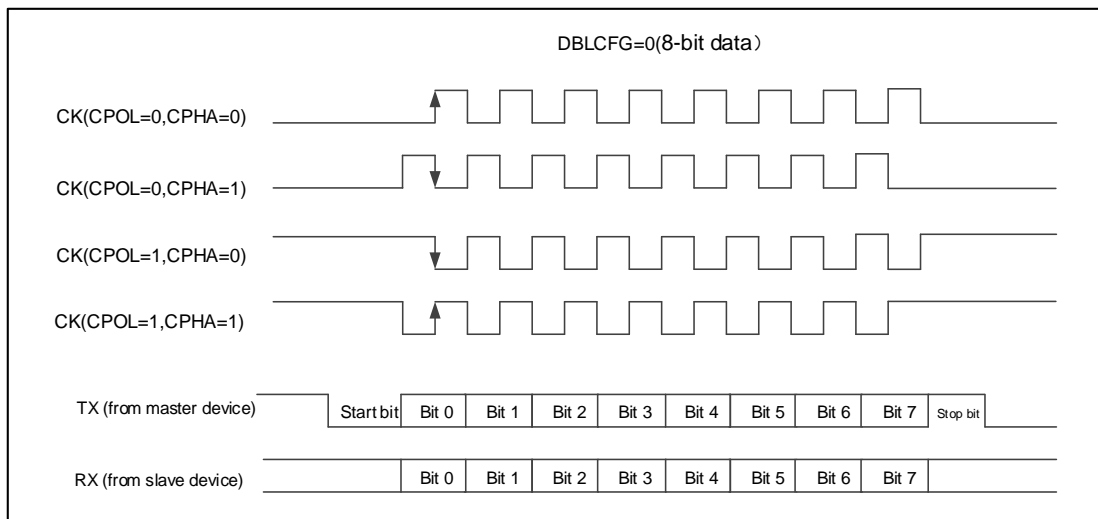 DBLCFG=0(8-bit data）
CK(CPOL=0,CPHA=0)
CK(CPOL=0,CPHA=1)
CK(CPOL=1,CPHA=0)
CK(CPOL=1,CPHA=1)
TX (from master device) Start bit Bit 0 Bit 1 Bit 2 Bit 3 Bit 4 Bit 5 Bit 6 Bit 7 Stop bit
RX (from slave device) Bit 0 Bit 1 Bit 2 Bit 3 Bit 4 Bit 5 Bit 6 Bit 7